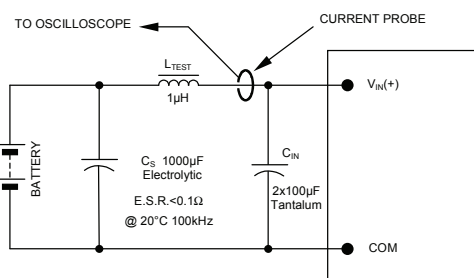 TO OSCILLOSCOPE
CURRENT PROBE
LTEST
1µH
VIN(+)
BATTERY
CS 1000µF
Electrolytic
E.S.R.<0.1Ω
@ 20°C 100kHz
CIN
2x100µF
Tantalum
COM